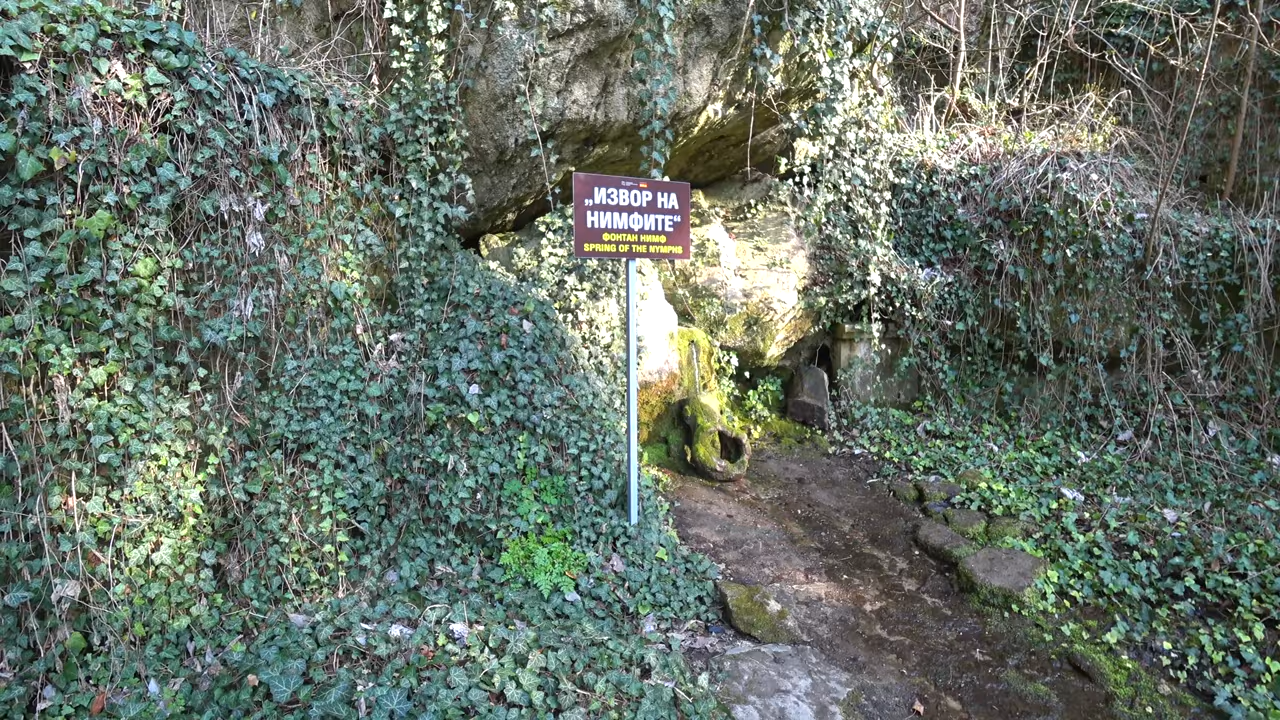 „ИЗВОР НА
НИМФИТЕ“
ФОНТАН НИМФ
SPRING OF THE NYMPHS